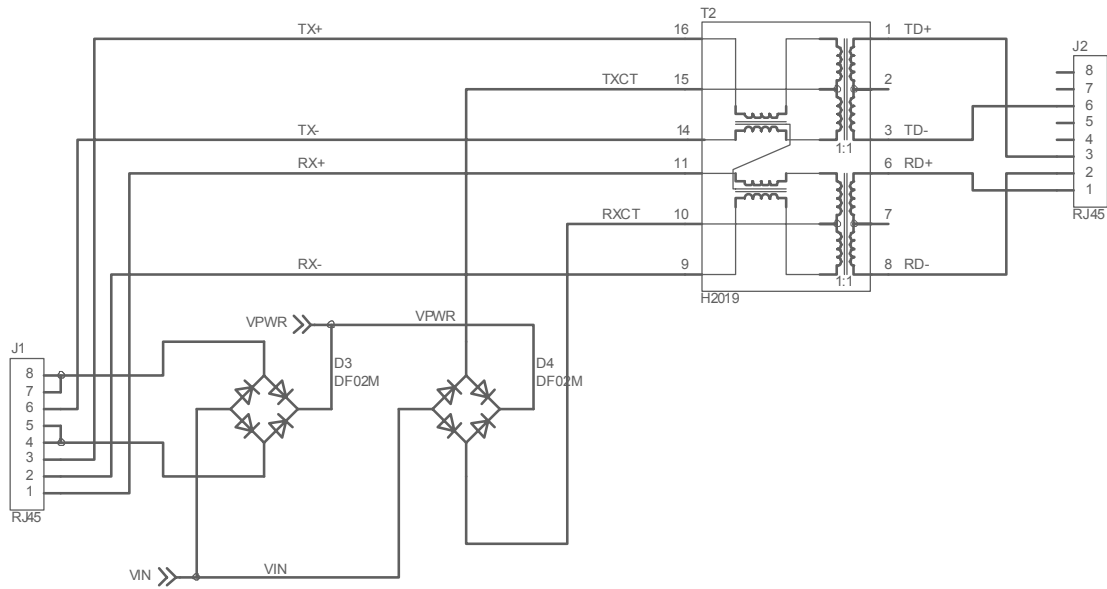 T2
TX+
16
1
TD+
J2
8
TXCT
15
2
7
6
5
TX-
14
3
TD-
4
1:1
3
RX+
11
6
RD+
2
1
RXCT
10
7
RJ45
RX-
9
8
RD-
1:1
H2019
VPWR
VPWR
J1
D3
DF02M
D4
DF02M
8
7
6
5
4
3
2
1
RJ45
VIN
VIN